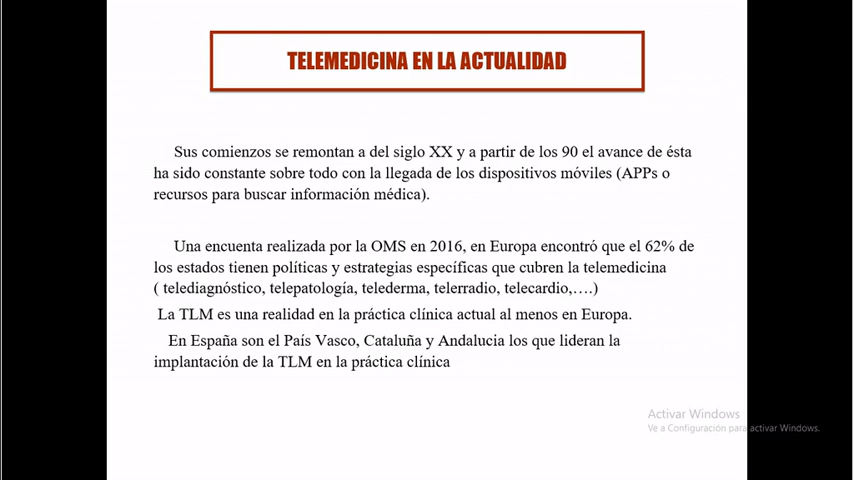 TELEMEDICINA EN LA ACTUALIDAD
Sus comienzos se remontan a del siglo XX y a partir de los 90 el avance de ésta
ha sido constante sobre todo con la llegada de los dispositivos móviles (APPs o
recursos para buscar información médica).
Una encuenta realizada por la OMS en 2016, en Europa encontró que el 62% de
los estados tienen políticas y estrategias específicas que cubren la telemedicina
( telediagnóstico, telepatología, telederma, telerradio, telecardio,….)
La TLM es una realidad en la práctica clínica actual al menos en Europa.
En España son el País Vasco, Cataluña y Andalucia los que lideran la
implantación de la TLM en la práctica clínica
Activar Windows
Ve a Configuración para activar Windows.